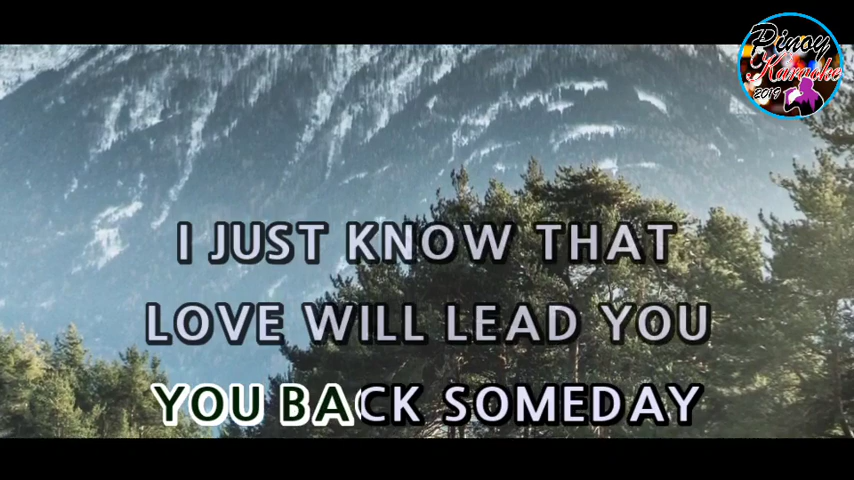 Pinoy
Karaoke
2019
I JUST KNOW THAT
LOVE WILL LEAD YOU
YOU BACK SOMEDAY